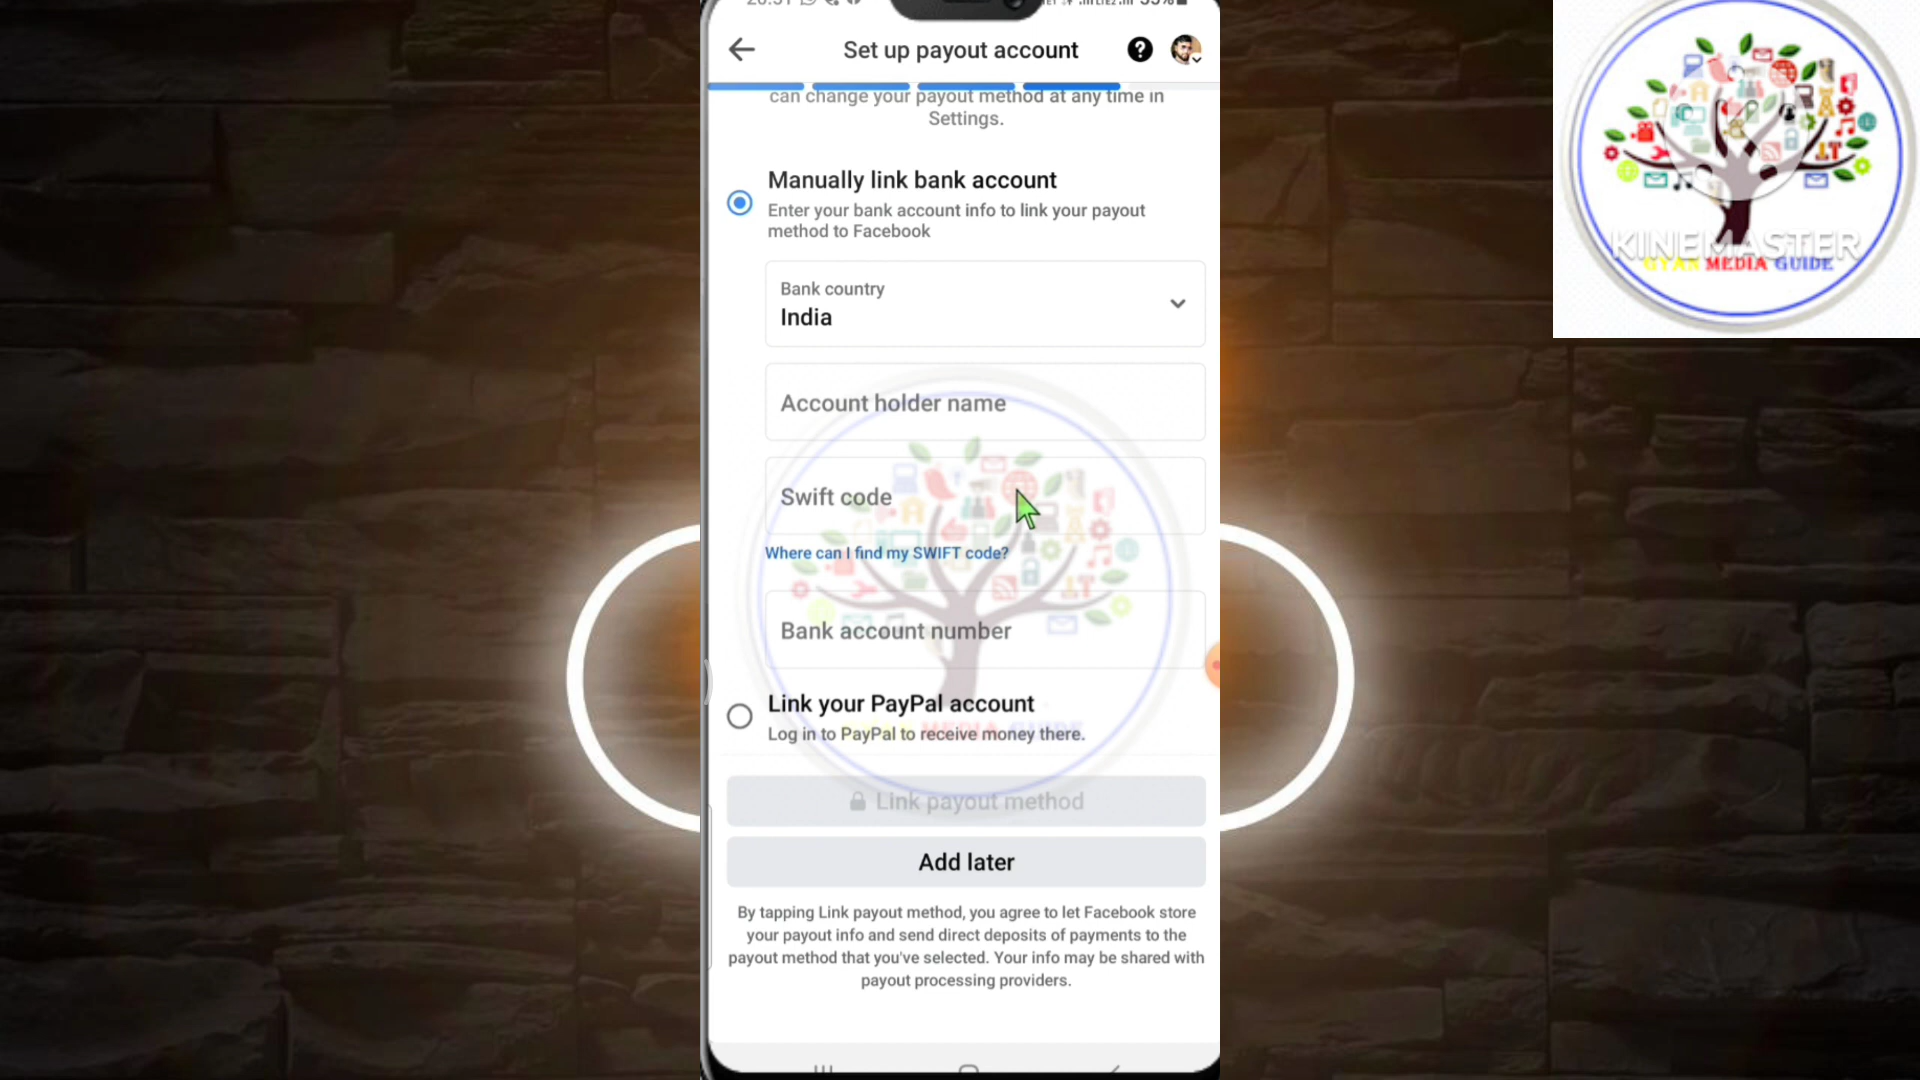 Set up payout account
can change your payout method at any time in
Settings.
Manually link bank account
Enter your bank account info to link your payout
method to Facebook
Bank country
India
Account holder name
Swift code
Where can I find my SWIFT code?
Bank account number
Link your PayPal account
Log in to PayPal to receive money there.
Link payout method
Add later
By tapping Link payout method, you agree to let Facebook store
your payout info and send direct deposits of payments to the
payout method that you've selected. Your info may be shared with
payout processing providers.
KINEMASTER
GYAN MEDIA GUIDE